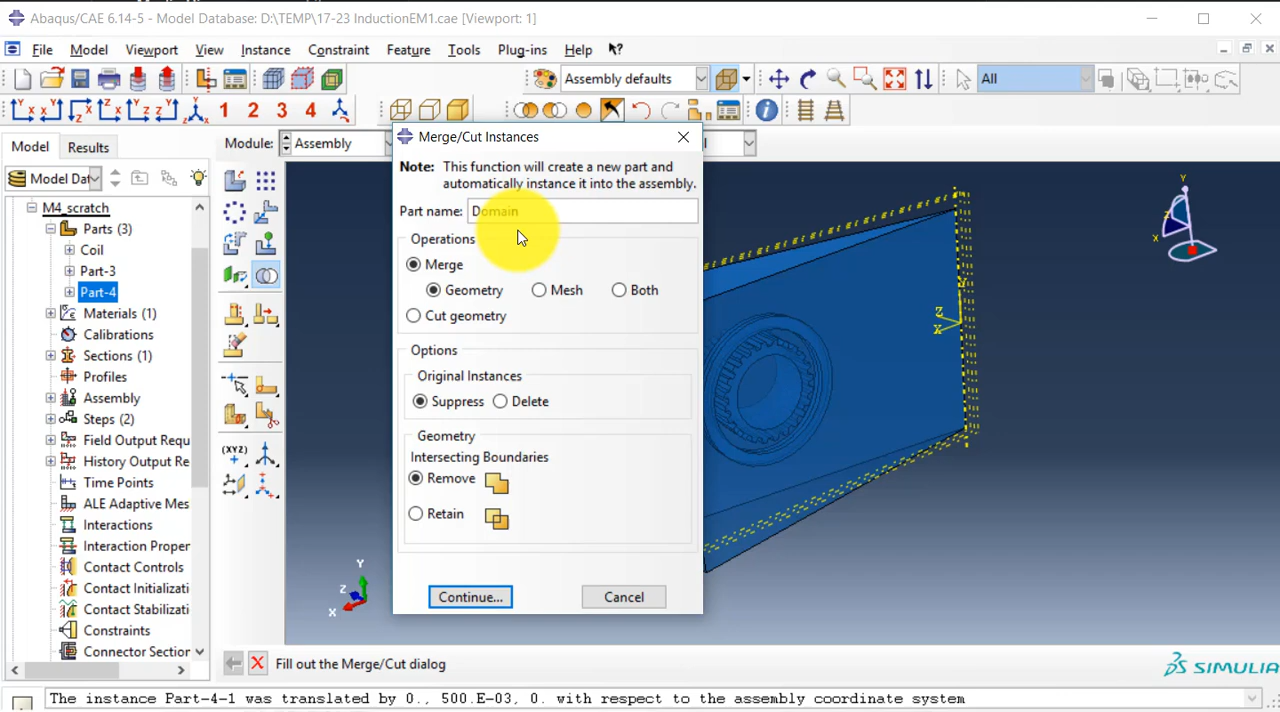 Abaqus/CAE 6.14-5 - Model Database: D:\TEMP\17-23 InductionEM1.cae [Viewport: 1]
File Model Viewport View Instance Constraint Feature Tools Plug-ins Help
Assembly defaults All
1 2 3 4
Model Results Module: Assembly
Model Dat
M4_scratch
Parts (3)
Coil
Part-3
Part-4
Materials (1)
Calibrations
Sections (1)
Profiles
Assembly
Steps (2)
Field Output Requ
History Output Re
Time Points
ALE Adaptive Mes
Interactions
Interaction Proper
Contact Controls
Contact Initializati
Contact Stabilizati
Constraints
Connector Section
(XYZ)
Merge/Cut Instances
Note: This function will create a new part and
automatically instance it into the assembly.
Part name: Domain
Operations
Merge
Geometry Mesh Both
Cut geometry
Options
Original Instances
Suppress Delete
Geometry
Intersecting Boundaries
Remove
Retain
Continue... Cancel
Y
Z
X
Y
Z
X
Z
X
Fill out the Merge/Cut dialog
SIMULIA
The instance Part-4-1 was translated by 0., 500.E-03, 0. with respect to the assembly coordinate system